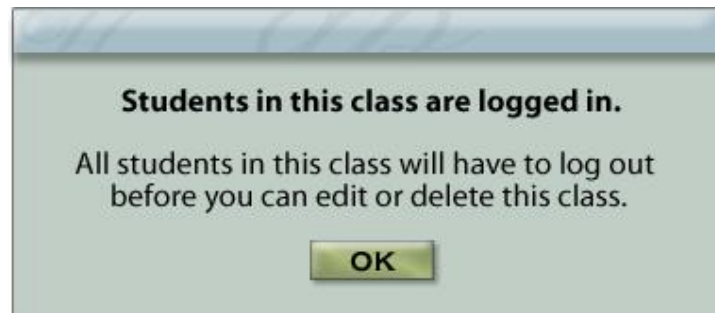 Students in this class are logged in.
All students in this class will have to log out
before you can edit or delete this class.
OK